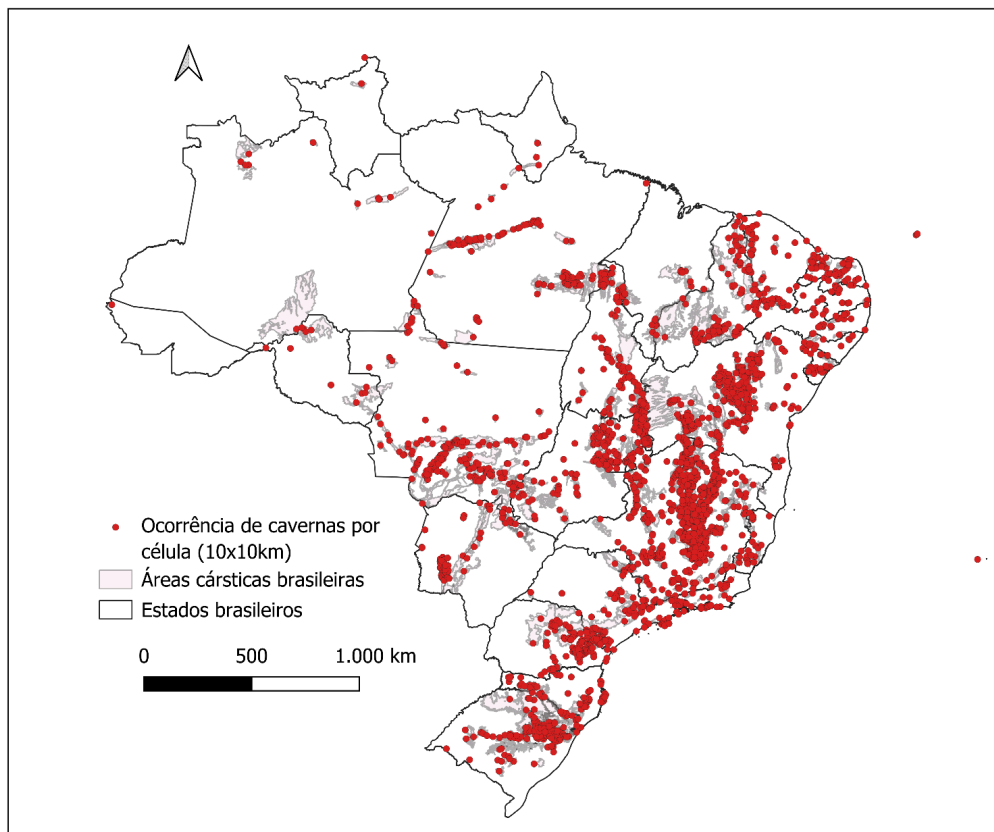 Ocorrência de cavernas por
célula (10x10km)
Áreas cársticas brasileiras
Estados brasileiros
0 500 1.000 km